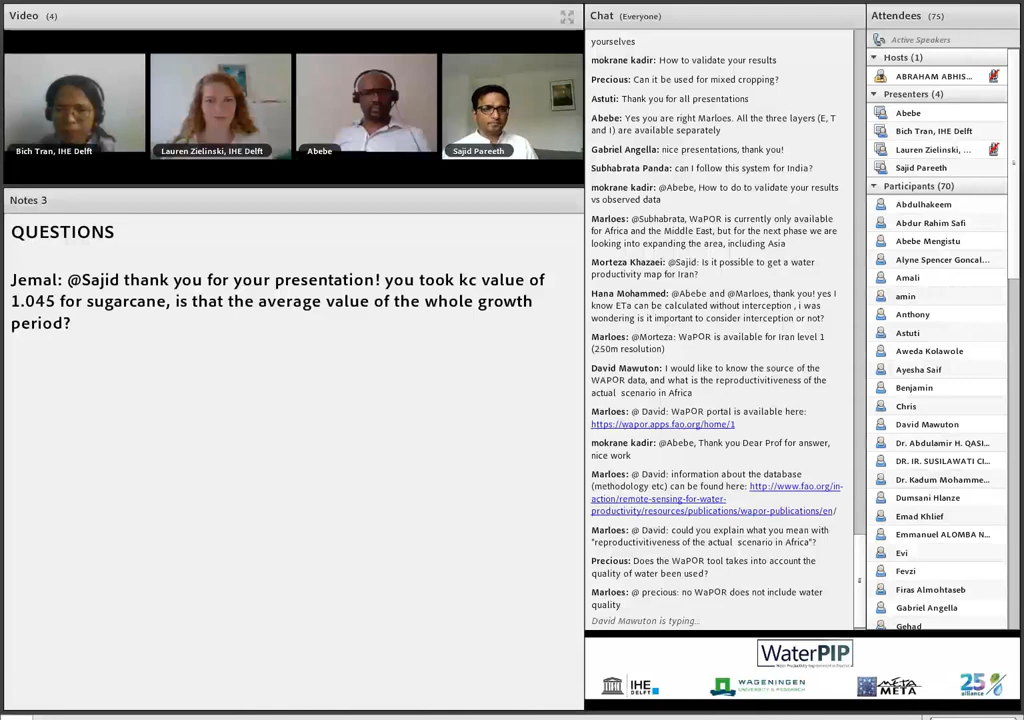 Video (4)
Bich Tran, IHE Delft
Lauren Zielinski, IHE Delft
Abebe
Sajid Pareeth
Notes 3
QUESTIONS
Jemal: @Sajid thank you for your presentation! you took kc value of
1.045 for sugarcane, is that the average value of the whole growth
period?
Chat (Everyone)
yourselves
mokrane kadir: How to validate your results
Precious: Can it be used for mixed cropping?
Astuti: Thank you for all presentations
Abebe: Yes you are right Marloes. All the three layers (E, T
and I) are available separately
Gabriel Angella: nice presentations, thank you!
Subhabrata Panda: can I follow this system for India?
mokrane kadir: @Abebe, How to do to validate your results
vs observed data
Marloes: @Subhabrata, WaPOR is currently only available
for Africa and the Middle East, but for the next phase we are
looking into expanding the area, including Asia
Morteza Khazaei: @Sajid: Is it possible to get a water
productivity map for Iran?
Hana Mohammed: @Abebe and @Marloes, thank you! yes I
know ETa can be calculated without interception , i was
wondering is it important to consider interception or not?
Marloes: @Morteza: WaPOR is available for Iran level 1
(250m resolution)
David Mawuton: I would like to know the source of the
WAPOR data, and what is the reproductivitiveness of the
actual scenario in Africa
Marloes: @ David: WaPOR portal is available here:
https://wapor.apps.fao.org/home/1
mokrane kadir: @Abebe, Thank you Dear Prof for answer,
nice work
Marloes: @ David: information about the database
(methodology etc) can be found here: http://www.fao.org/in-
action/remote-sensing-for-water-
productivity/resources/publications/wapor-publications/en/
Marloes: @ David: could you explain what you mean with
"reproductivitiveness of the actual scenario in Africa"?
Precious: Does the WaPOR tool takes into account the
quality of water been used?
Marloes: @ precious: no WaPOR does not include water
quality
David Mawuton is typing...
Attendees (75)
Active Speakers
Hosts (1)
ABRAHAM ABHIS...
Presenters (4)
Abebe
Bich Tran, IHE Delft
Lauren Zielinski, ...
Sajid Pareeth
Participants (70)
Abdulhakeem
Abdur Rahim Safi
Abebe Mengistu
Alyne Spencer Goncal...
Amali
amin
Anthony
Astuti
Aweda Kolawole
Ayesha Saif
Benjamin
Chris
David Mawuton
Dr. Abdulamir H. QASI...
DR. IR. SUSILAWATI CI...
Dr. Kadum Mohamme...
Dumsani Hlanze
Emad Khlief
Emmanuel ALOMBA N...
Evi
Fevzi
Firas Almohtaseb
Gabriel Angella
Gehad
WaterPIP
IHE
DELFT
WAGENINGEN
UNIVERSITY & RESEARCH
META
META
25
alliance